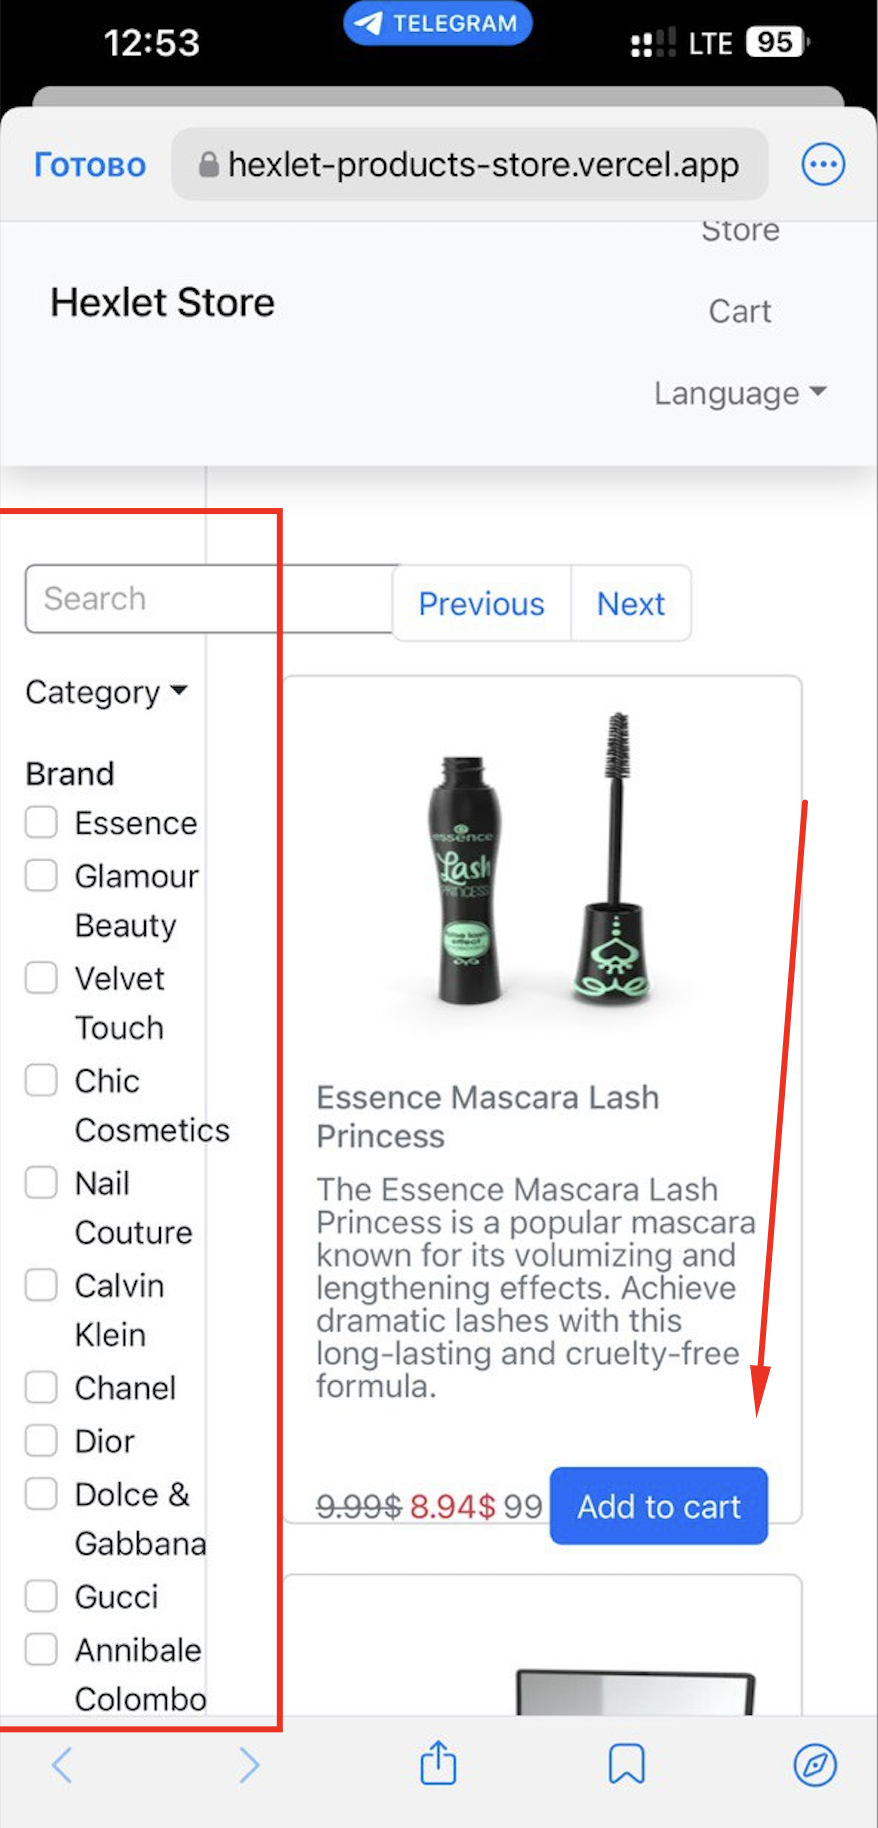 12:53
TELEGRAM
LTE
95
Готово
hexlet-products-store.vercel.app
Store
Hexlet Store
Cart
Language
Search
Previous
Next
Category
Brand
Essence
Glamour
Beauty
Velvet
Touch
Chic
Cosmetics
Nail
Couture
Calvin
Klein
Chanel
Dior
Dolce &
Gabbana
Gucci
Annibale
Colombo
essence
Lash
PRINCESS
false lash
effect
Essence Mascara Lash
Princess
The Essence Mascara Lash
Princess is a popular mascara
known for its volumizing and
lengthening effects. Achieve
dramatic lashes with this
long-lasting and cruelty-free
formula.
9.99$ 8.94$ 99
Add to cart